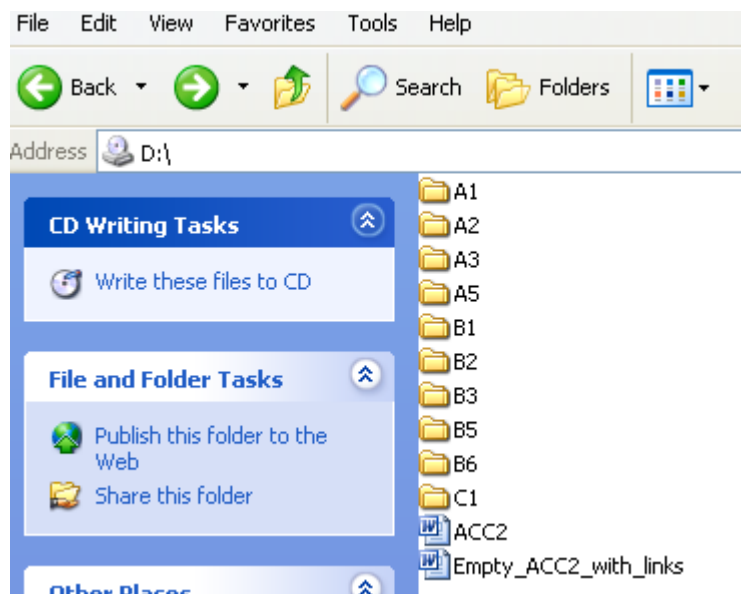 File Edit View Favorites Tools Help
Back Search Folders
Address D:\
CD Writing Tasks
Write these files to CD
File and Folder Tasks
Publish this folder to the
Web
Share this folder
Other Places
A1
A2
A3
A5
B1
B2
B3
B5
B6
C1
ACC2
Empty_ACC2_with_links